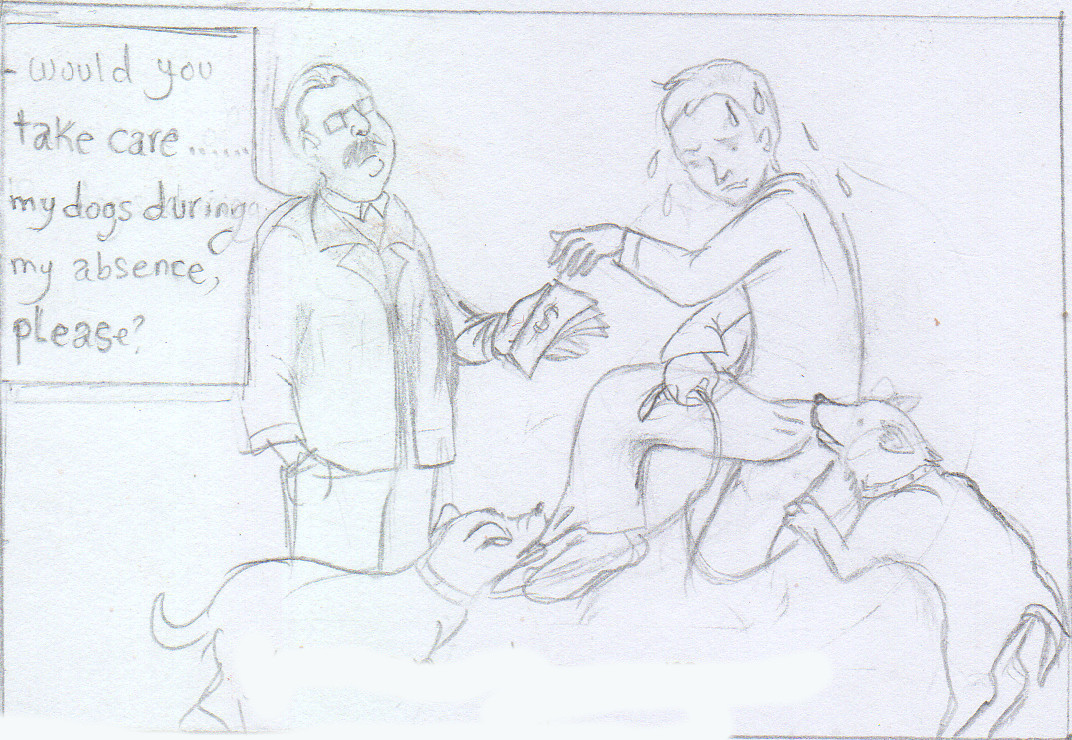 - would you
take care......
my dogs during
my absence,
please?
$